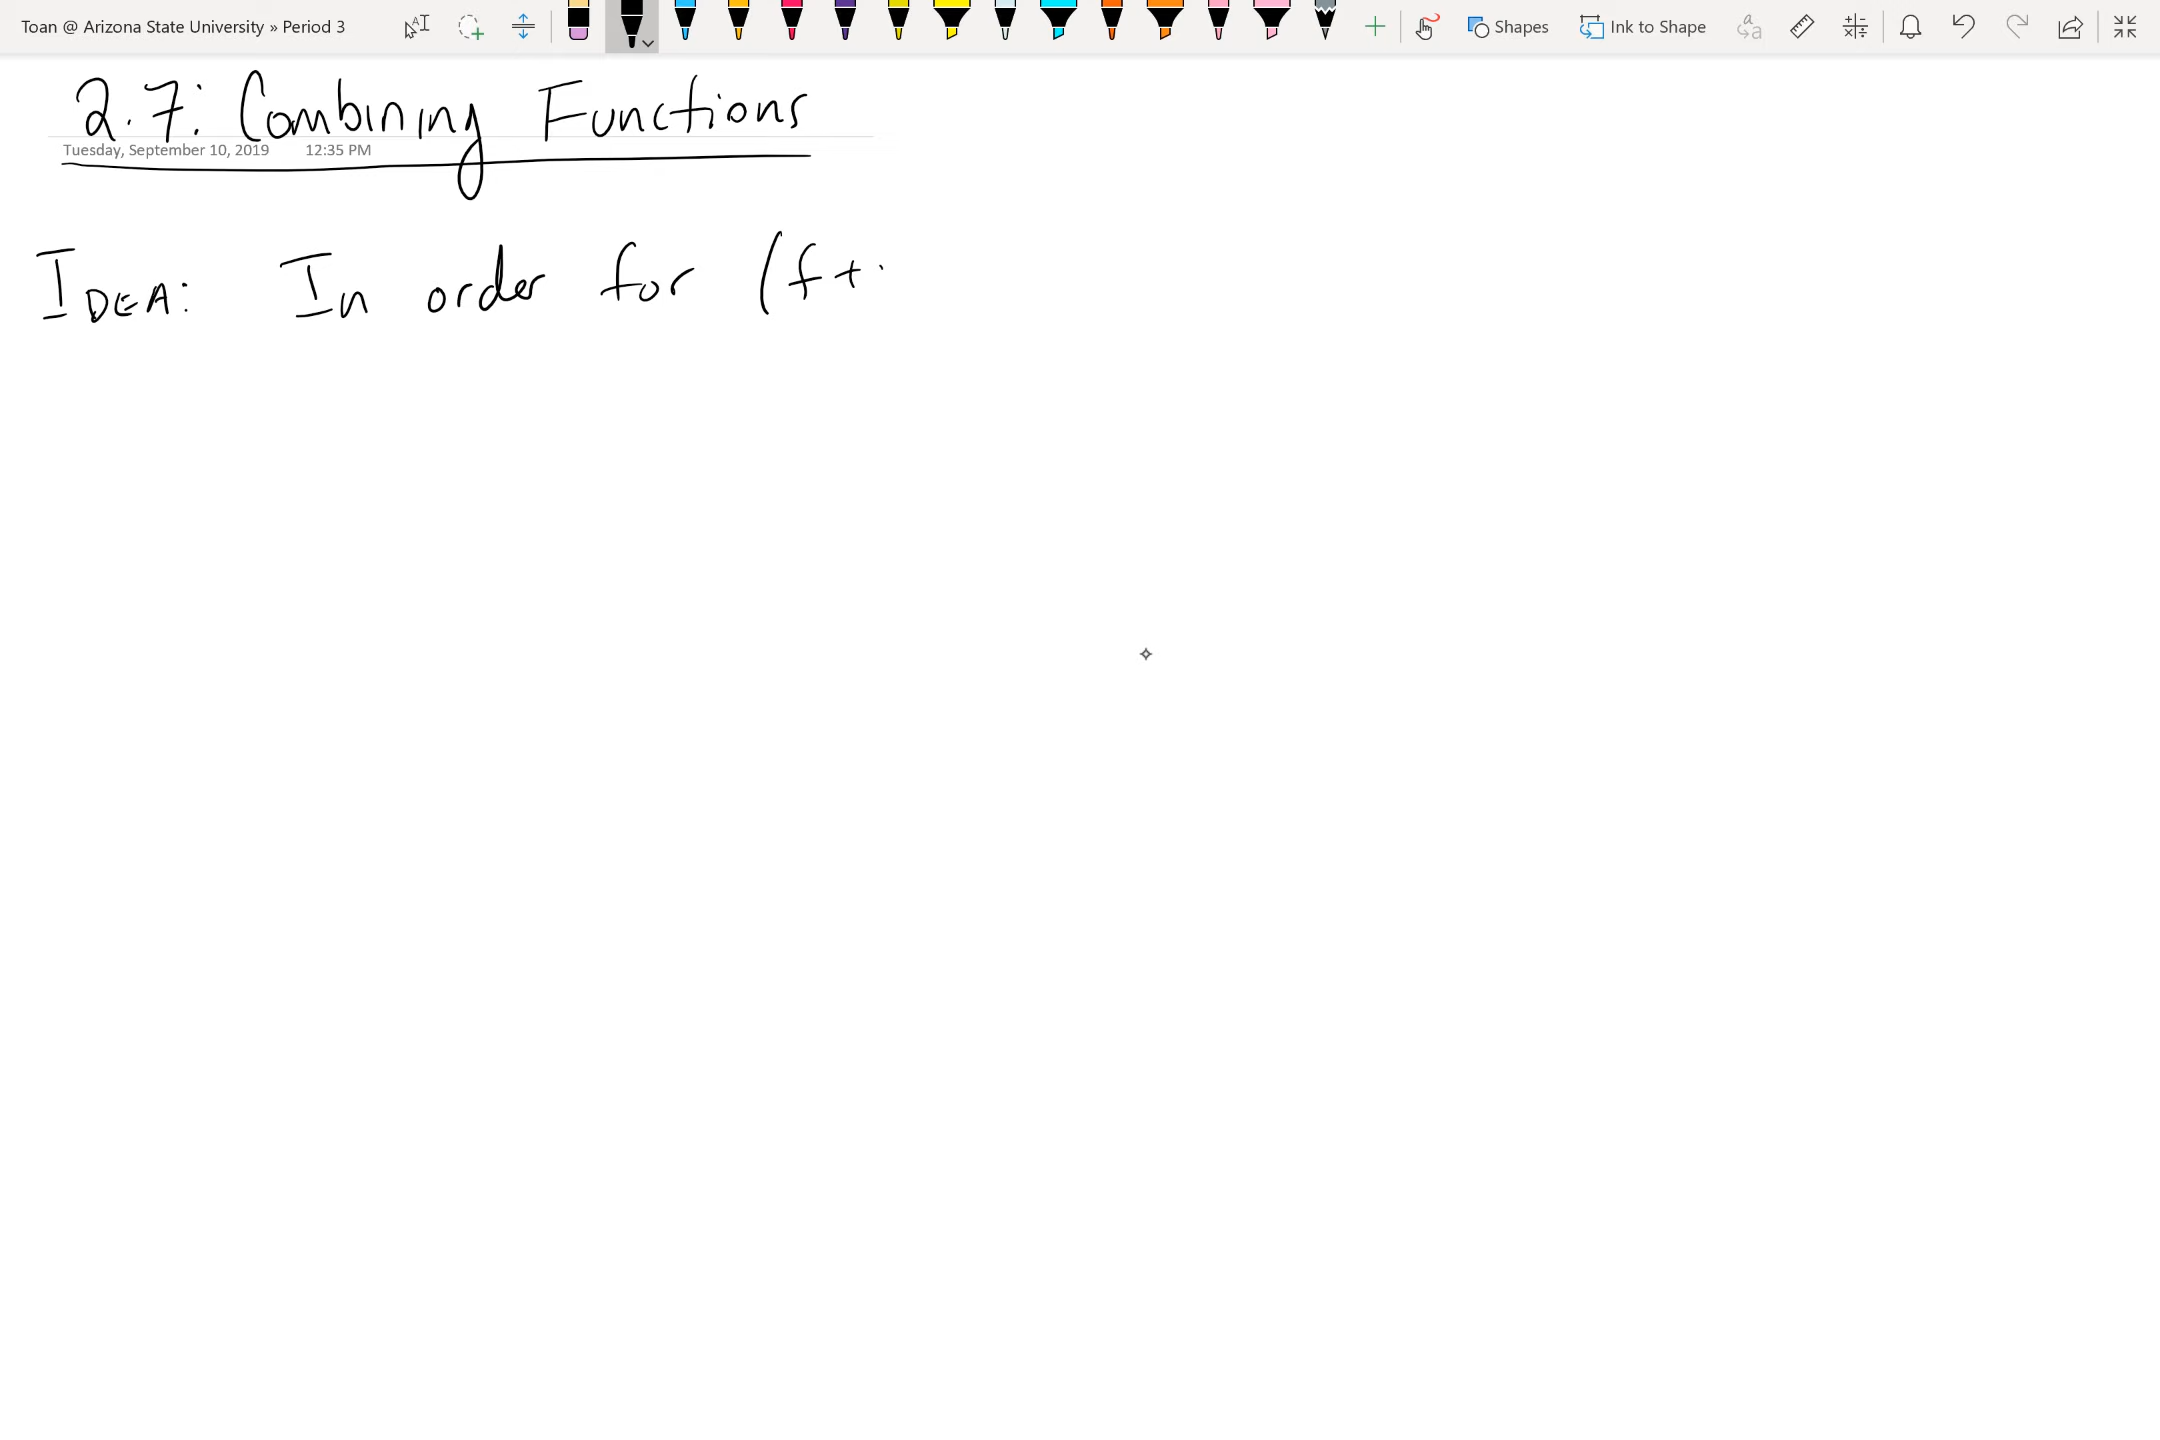 Toan @ Arizona State University » Period 3 Shapes Ink to Shape
2.7: Combining Functions
Tuesday, September 10, 2019 12:35 PM
IDEA: In order for (f+